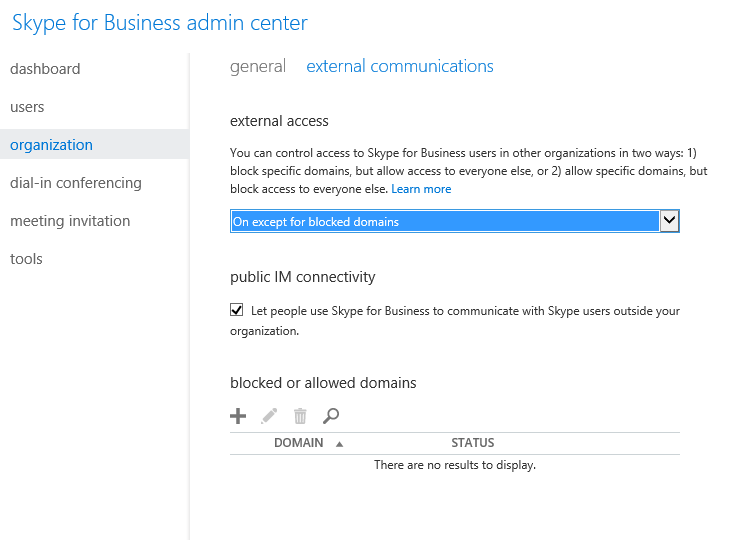 Skype for Business admin center
dashboard
users
organization
dial-in conferencing
meeting invitation
tools
general external communications
external access
You can control access to Skype for Business users in other organizations in two ways: 1)
block specific domains, but allow access to everyone else, or 2) allow specific domains, but
block access to everyone else. Learn more
On except for blocked domains
public IM connectivity
Let people use Skype for Business to communicate with Skype users outside your
organization.
blocked or allowed domains
DOMAIN STATUS
There are no results to display.